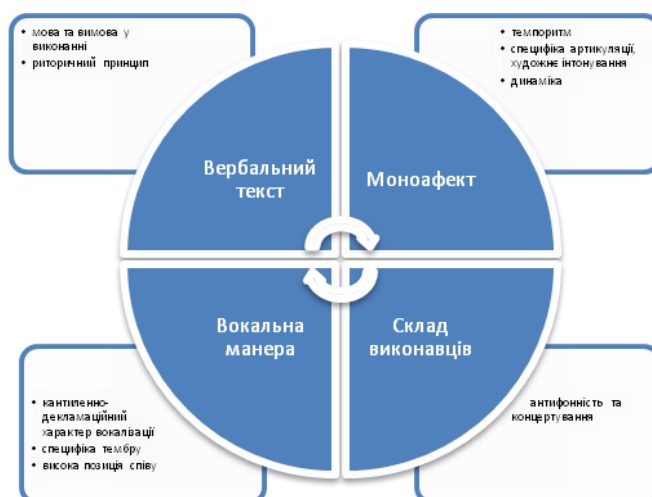 • мова та вимова у
виконанні
• риторичний принцип
• темпоритм
• специфіка артикуляції,
художнє інтонування
• динаміка
Вербальний
текст
Моноафект
Вокальна
манера
Склад
виконавців
• кантиленно-
декламаційний
характер вокалізації
• специфіка тембру
• висока позиція співу
антифонність та
концертування